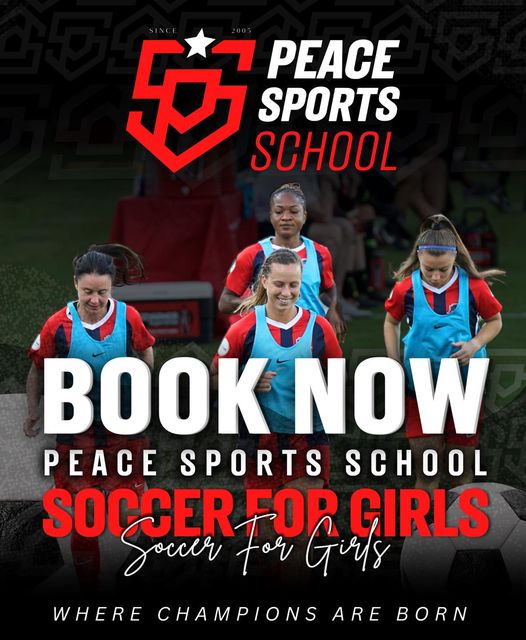 SINCE 2005
PEACE
SPORTS
SCHOOL
BOOK NOW
PEACE SPORTS SCHOOL
SOCCER FOR GIRLS
Soccer For Girls
WHERE CHAMPIONS ARE BORN